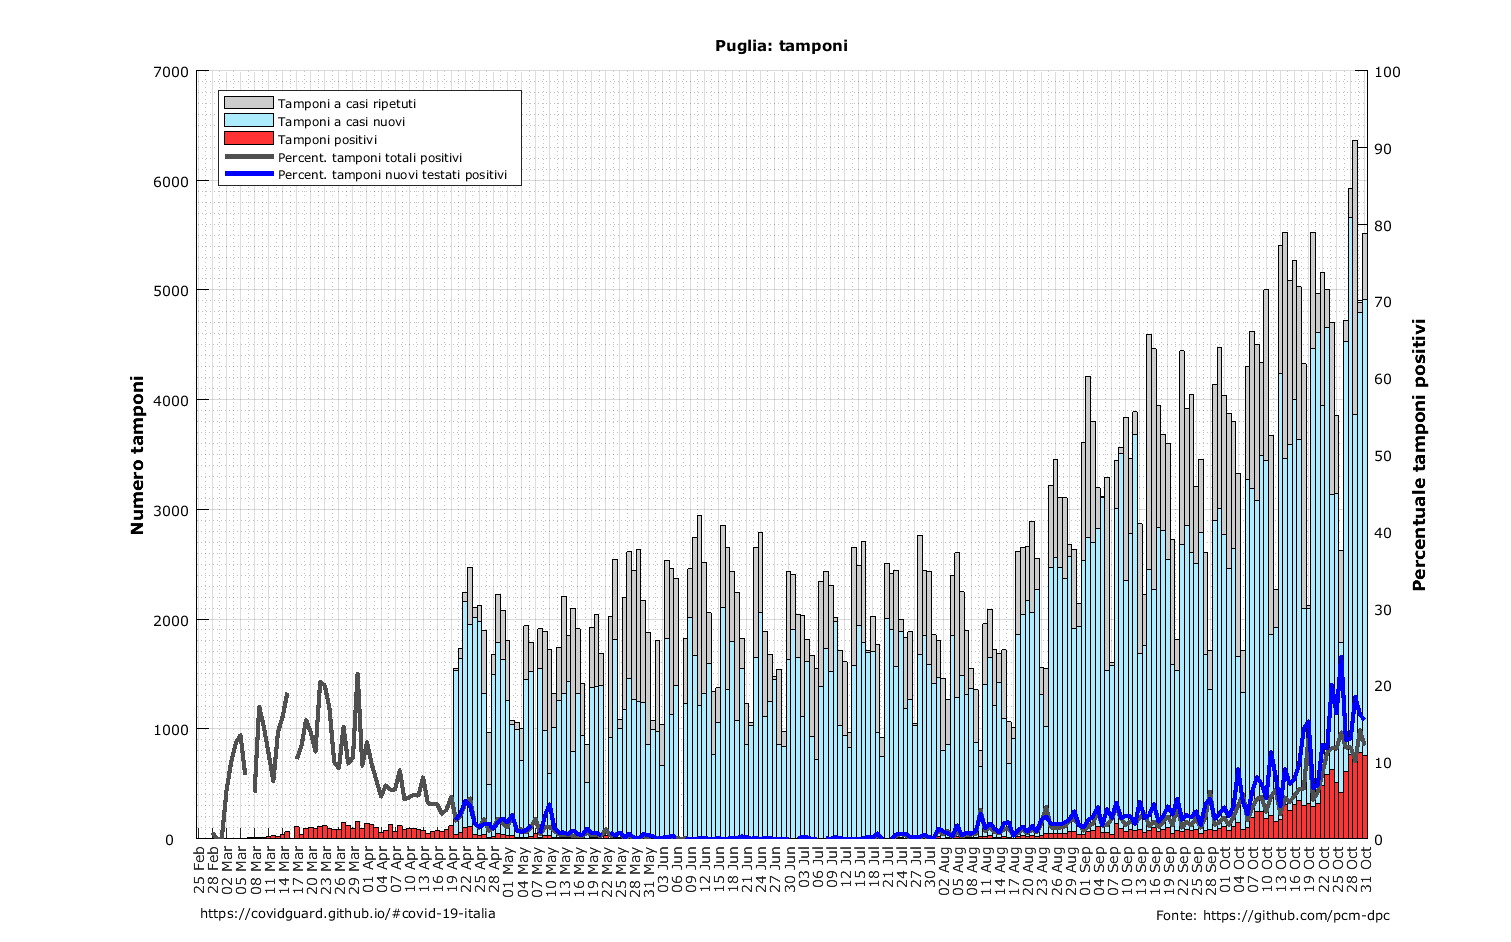 Puglia: tamponi
Tamponi a casi ripetuti
Tamponi a casi nuovi
Tamponi positivi
Percent. tamponi totali positivi
Percent. tamponi nuovi testati positivi
Numero tamponi
7000
6000
5000
4000
3000
2000
1000
0
100
90
80
70
60
50
40
30
20
10
0
Percentuale tamponi positivi
25 Feb
28 Feb
02 Mar
05 Mar
08 Mar
11 Mar
14 Mar
17 Mar
20 Mar
23 Mar
26 Mar
29 Mar
01 Apr
04 Apr
07 Apr
10 Apr
13 Apr
16 Apr
19 Apr
22 Apr
25 Apr
28 Apr
01 May
04 May
07 May
10 May
13 May
16 May
19 May
22 May
25 May
28 May
31 May
03 Jun
06 Jun
09 Jun
12 Jun
15 Jun
18 Jun
21 Jun
24 Jun
27 Jun
30 Jun
03 Jul
06 Jul
09 Jul
12 Jul
15 Jul
18 Jul
21 Jul
24 Jul
27 Jul
30 Jul
02 Aug
05 Aug
08 Aug
11 Aug
14 Aug
17 Aug
20 Aug
23 Aug
26 Aug
29 Aug
01 Sep
04 Sep
07 Sep
10 Sep
13 Sep
16 Sep
19 Sep
22 Sep
25 Sep
28 Sep
01 Oct
04 Oct
07 Oct
10 Oct
13 Oct
16 Oct
19 Oct
22 Oct
25 Oct
28 Oct
31 Oct
https://covidguard.github.io/#covid-19-italia
Fonte: https://github.com/pcm-dpc